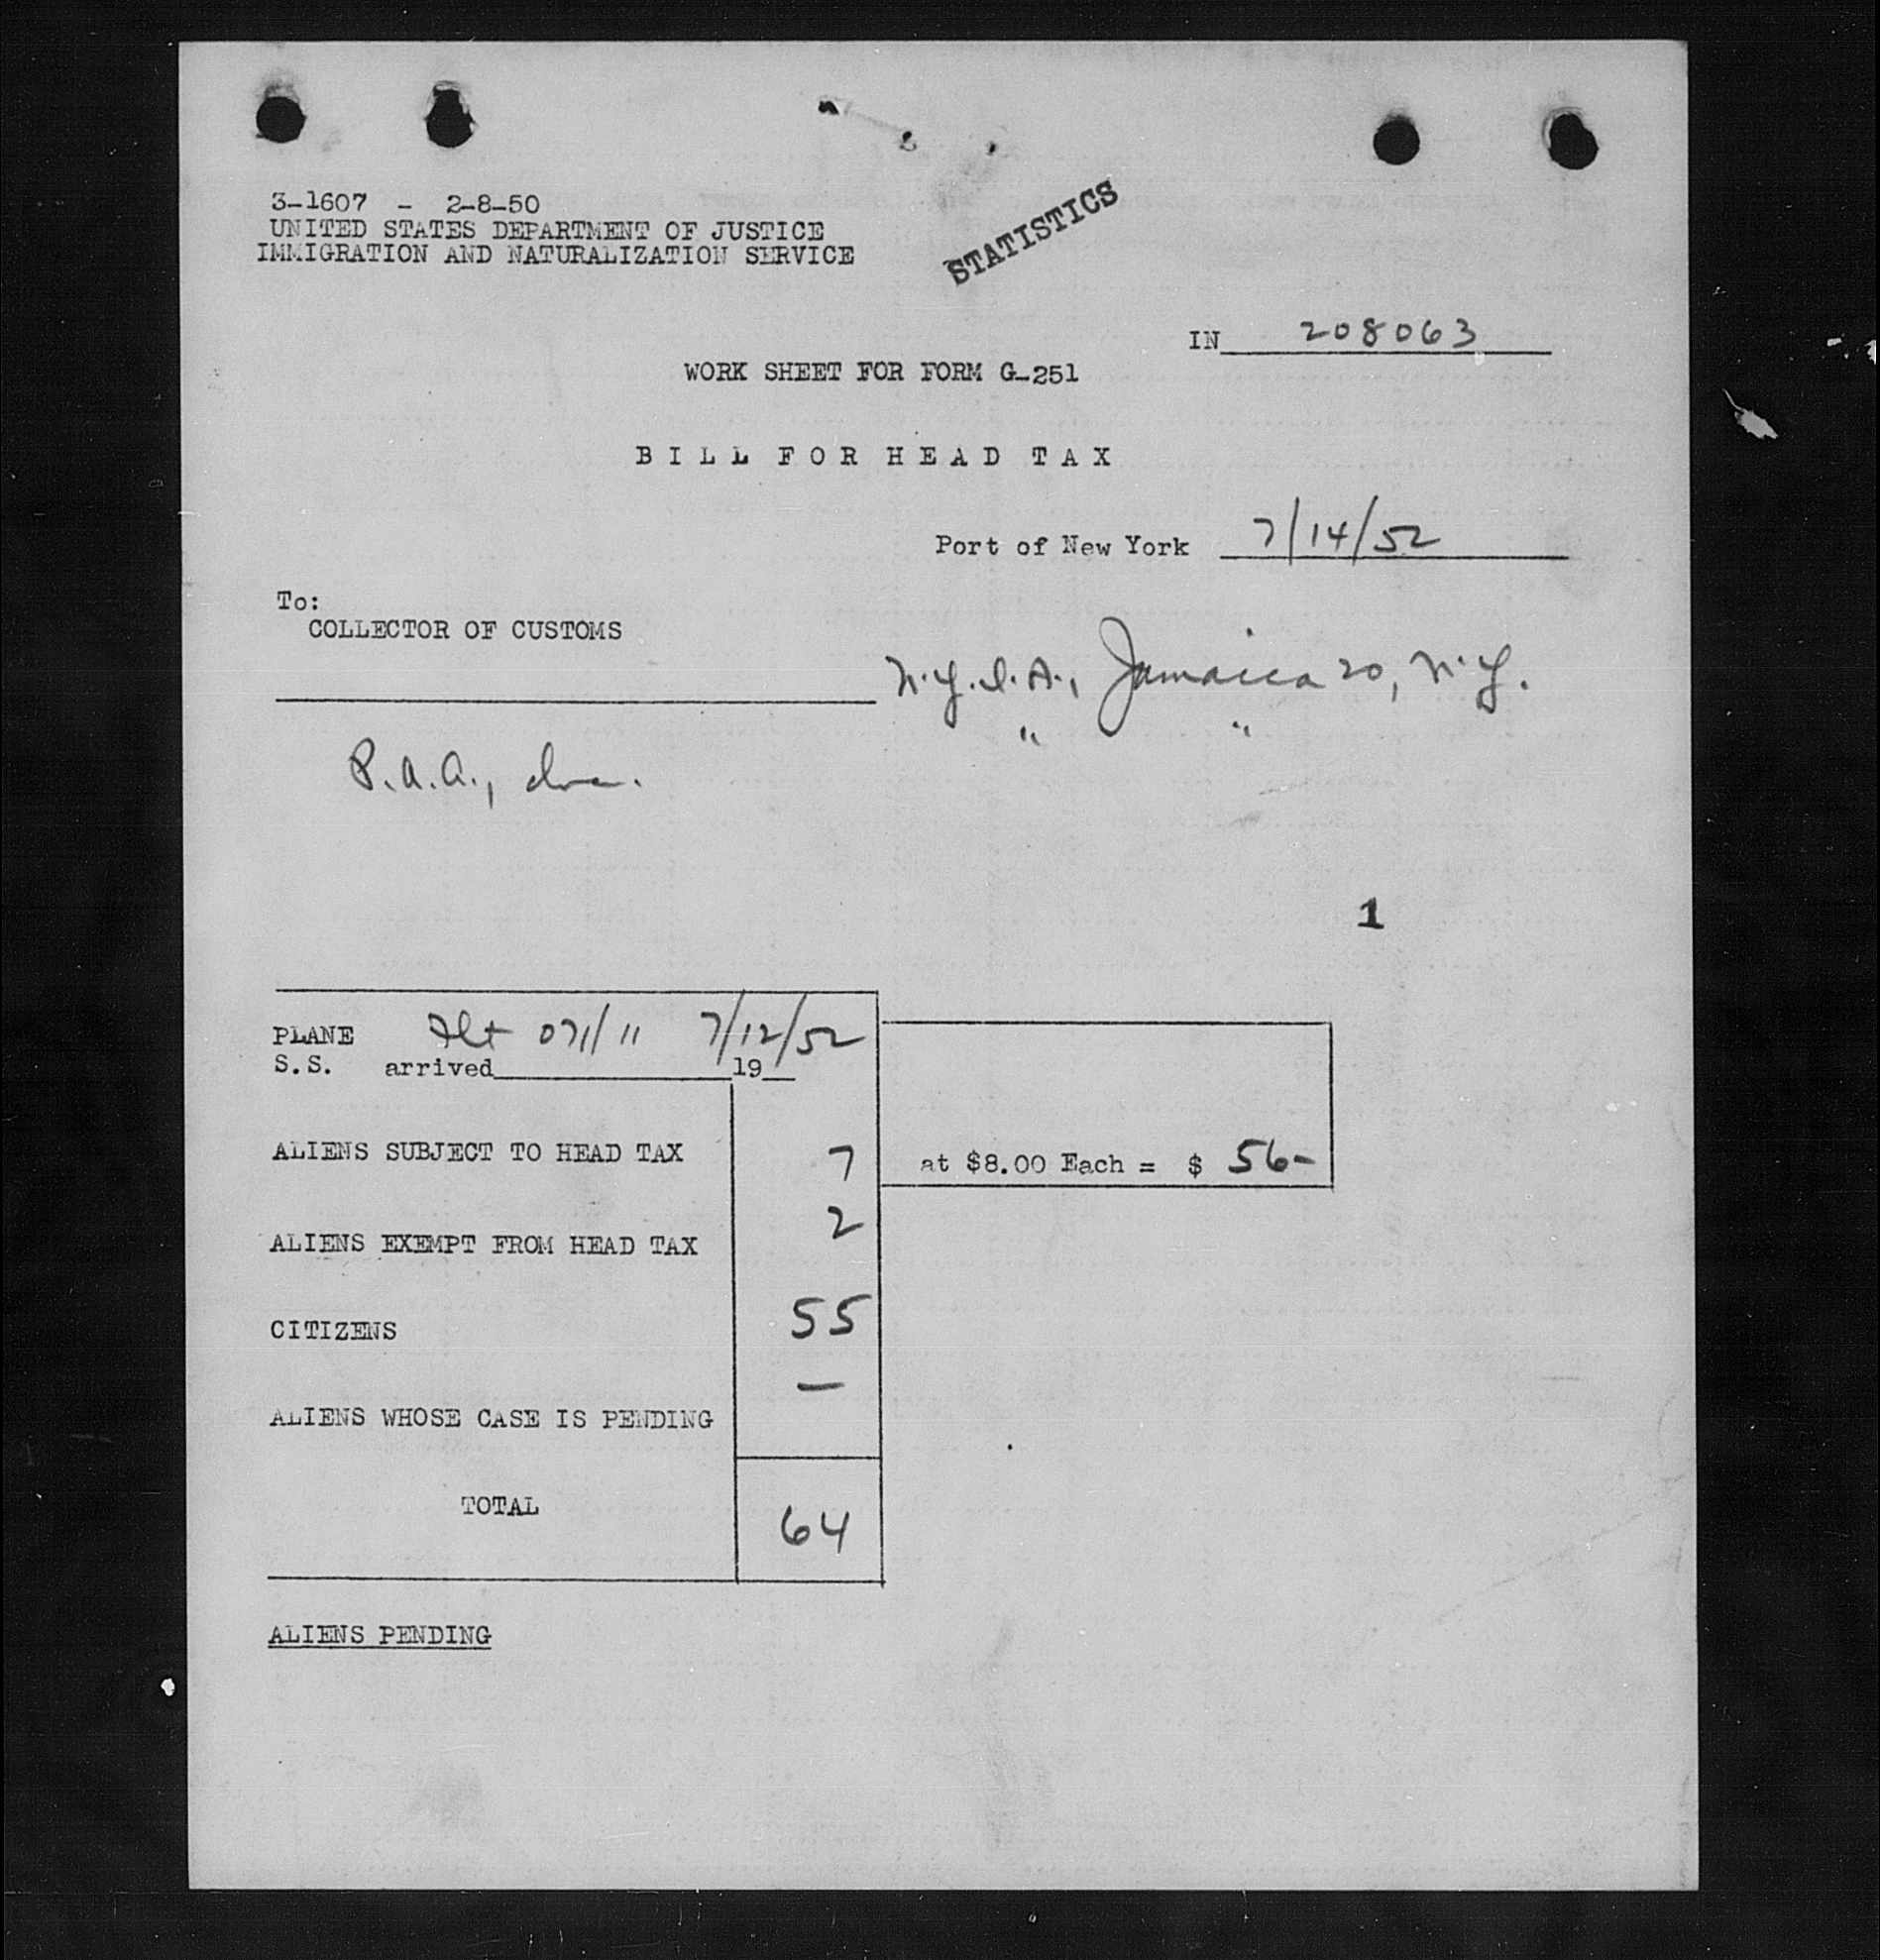 3-1607 - 2-8-50
UNITED STATES DEPARTMENT OF JUSTICE
IMMIGRATION AND NATURALIZATION SERVICE
STATISTICS
IN 208063
WORK SHEET FOR FORM G-251
BILL FOR HEAD TAX
Port of New York 7/14/52
To:
COLLECTOR OF CUSTOMS
N.Y.I.A., Jamaica 20, N.Y.
" "
P.A.A., Inc.
1
PLANE Flt 071/11 7/12/52
S.S. arrived 19
ALIENS SUBJECT TO HEAD TAX 7 at $8.00 Each = $ 56-
ALIENS EXEMPT FROM HEAD TAX 2
CITIZENS 55
ALIENS WHOSE CASE IS PENDING —
TOTAL 64
ALIENS PENDING